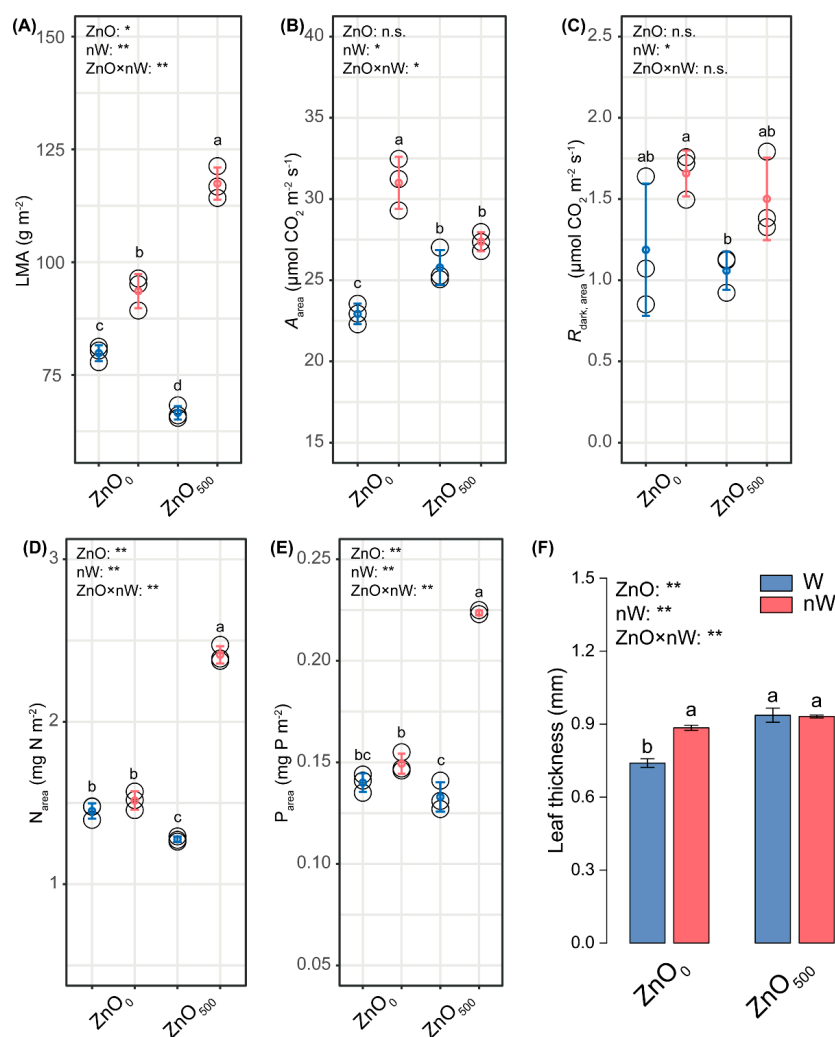 (A)
ZnO: *
nW: **
ZnO×nW: **
LMA (g m⁻²)
150
125
100
75
a
b
c
d
ZnO₀
ZnO₅₀₀
(B)
ZnO: n.s.
nW: *
ZnO×nW: *
A area (μmol CO₂ m⁻² s⁻¹)
40
35
30
25
22
15
a
b
b
c
ZnO₀
ZnO₅₀₀
(C)
ZnO: n.s.
nW: *
ZnO×nW: n.s.
R dark, area (μmol CO₂ m⁻² s⁻¹)
2.5
2.0
1.5
1.0
0.5
0.0
ab
a
b
ab
ZnO₀
ZnO₅₀₀
(D)
ZnO: **
nW: **
ZnO×nW: **
N area (mg N m⁻²)
3
2
1
b
b
c
a
ZnO₀
ZnO₅₀₀
(E)
ZnO: **
nW: **
ZnO×nW: **
P area (mg P m⁻²)
0.25
0.20
0.15
0.10
0.05
bc
b
c
a
ZnO₀
ZnO₅₀₀
(F)
W
nW
ZnO: **
nW: **
ZnO×nW: **
Leaf thickness (mm)
1.5
1.2
0.9
0.6
0.3
0.0
b
a
a
a
ZnO₀
ZnO₅₀₀